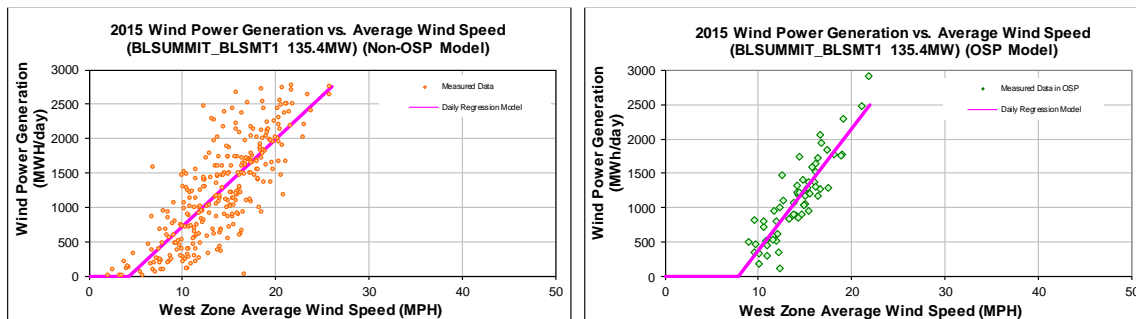 2015 Wind Power Generation vs. Average Wind Speed
(BLSUMMIT_BLSMT1 135.4MW) (Non-OSP Model)
Wind Power Generation
(MWH/day)
3000
2500
2000
1500
1000
500
0
Measured Data
Daily Regression Model
0 10 20 30 40 50
West Zone Average Wind Speed (MPH)
2015 Wind Power Generation vs. Average Wind Speed
(BLSUMMIT_BLSMT1 135.4MW) (OSP Model)
Wind Power Generation
(MWh/day)
3000
2500
2000
1500
1000
500
0
Measured Data in OSP
Daily Regression Model
0 10 20 30 40 50
West Zone Average Wind Speed (MPH)